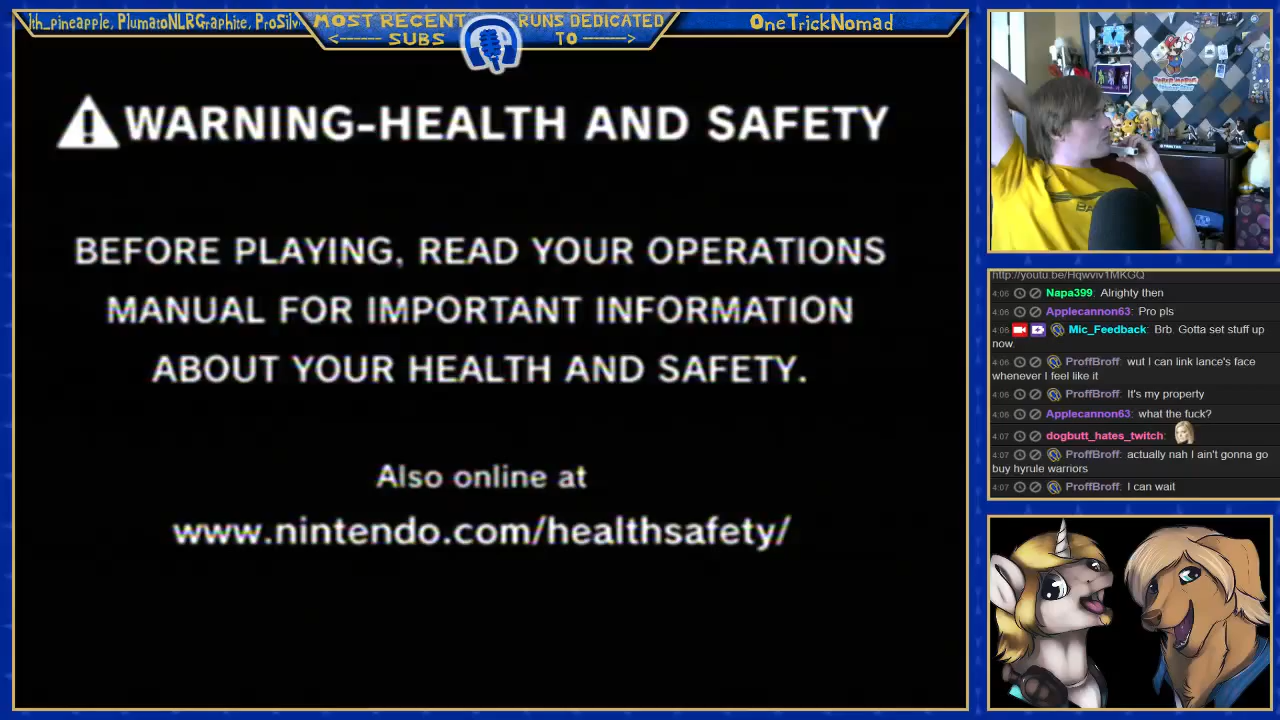 lth_pineapple, PlumatoNLRGraphite, ProSilv
MOST RECENT SUBS
<------
RUNS DEDICATED TO
------>
OneTrickNomad
WARNING-HEALTH AND SAFETY
BEFORE PLAYING, READ YOUR OPERATIONS
MANUAL FOR IMPORTANT INFORMATION
ABOUT YOUR HEALTH AND SAFETY.
Also online at
www.nintendo.com/healthsafety/
http://youtu.be/Hqwviv1MKGQ
4:06 Napa399: Alrighty then
4:06 Applecannon63: Pro pls
4:06 Mic_Feedback: Brb. Gotta set stuff up
now.
4:06 ProffBroff: wut I can link lance's face
whenever I feel like it
4:06 ProffBroff: It's my property
4:06 Applecannon63: what the fuck?
4:07 dogbutt_hates_twitch:
4:07 ProffBroff: actually nah I ain't gonna go
buy hyrule warriors
4:07 ProffBroff: I can wait